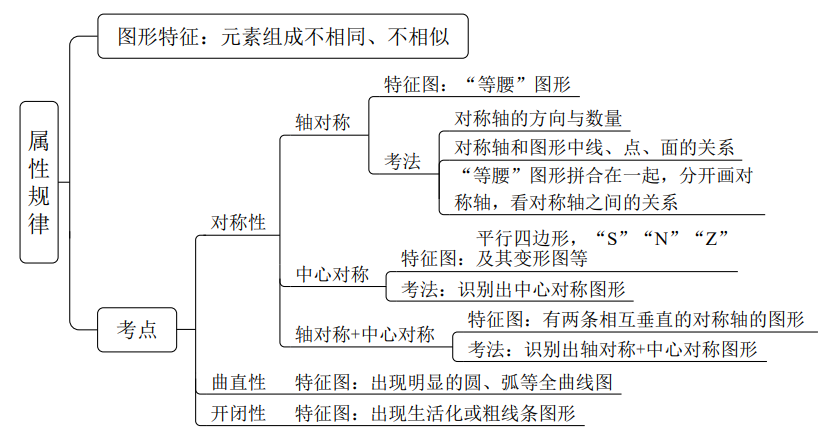 属性规律
图形特征：元素组成不相同、不相似
考点
对称性
轴对称
特征图：“等腰”图形
考法
对称轴的方向与数量
对称轴和图形中线、点、面的关系
“等腰”图形拼合在一起，分开画对
称轴，看对称轴之间的关系
中心对称
平行四边形，“S”“N”“Z”
特征图：及其变形图等
考法：识别出中心对称图形
轴对称+中心对称
特征图：有两条相互垂直的对称轴的图形
考法：识别出轴对称+中心对称图形
曲直性
特征图：出现明显的圆、弧等全曲线图
开闭性
特征图：出现生活化或粗线条图形